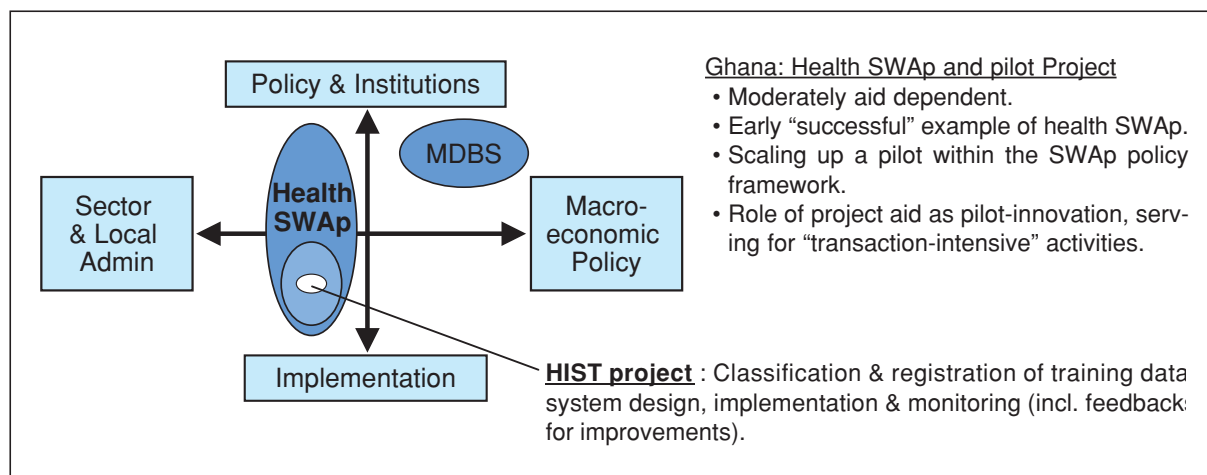 Policy & Institutions
MDBS
Health
SWAp
Sector
& Local
Admin
Macro-
economic
Policy
Implementation
Ghana: Health SWAp and pilot Project
• Moderately aid dependent.
• Early “successful” example of health SWAp.
• Scaling up a pilot within the SWAp policy
framework.
• Role of project aid as pilot-innovation, serv-
ing for “transaction-intensive” activities.
HIST project : Classification & registration of training data
system design, implementation & monitoring (incl. feedbacks
for improvements).